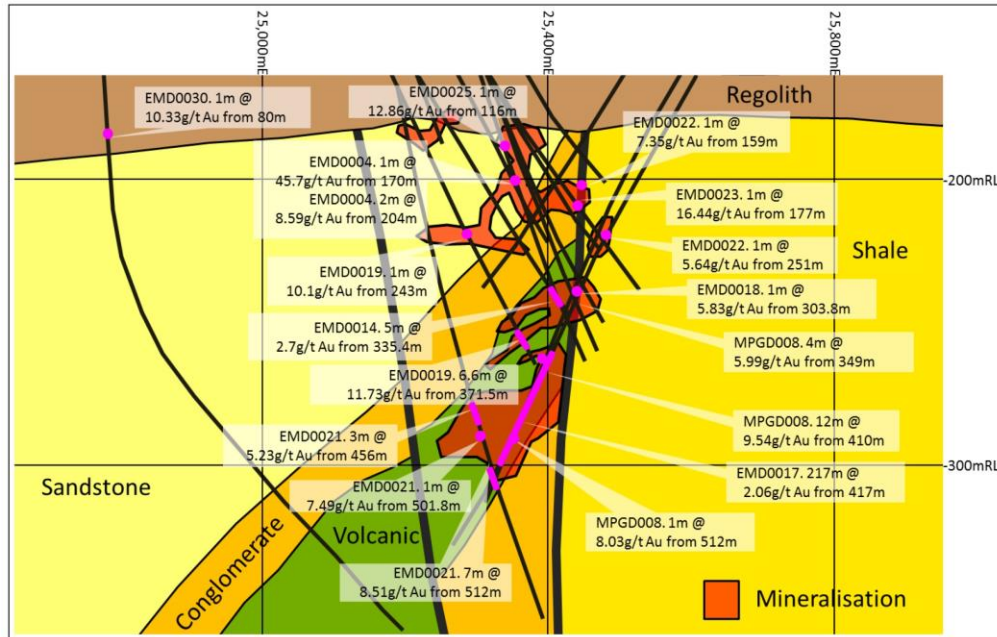 25,000mE
25,400mE
25,800mE
EMD0030. 1m @
10.33g/t Au from 80m
EMD0025. 1m @
12.86g/t Au from 116m
Regolith
EMD0022. 1m @
7.35g/t Au from 159m
EMD0004. 1m @
45.7g/t Au from 170m
EMD0004. 2m @
8.59g/t Au from 204m
-200mRL
EMD0023. 1m @
16.44g/t Au from 177m
EMD0022. 1m @
5.64g/t Au from 251m
Shale
EMD0019. 1m @
10.1g/t Au from 243m
EMD0018. 1m @
5.83g/t Au from 303.8m
EMD0014. 5m @
2.7g/t Au from 335.4m
MPGD008. 4m @
5.99g/t Au from 349m
EMD0019. 6.6m @
11.73g/t Au from 371.5m
MPGD008. 12m @
9.54g/t Au from 410m
EMD0021. 3m @
5.23g/t Au from 456m
EMD0017. 217m @
2.06g/t Au from 417m
-300mRL
Sandstone
EMD0021. 1m @
7.49g/t Au from 501.8m
MPGD008. 1m @
8.03g/t Au from 512m
Volcanic
Conglomerate
EMD0021. 7m @
8.51g/t Au from 512m
Mineralisation